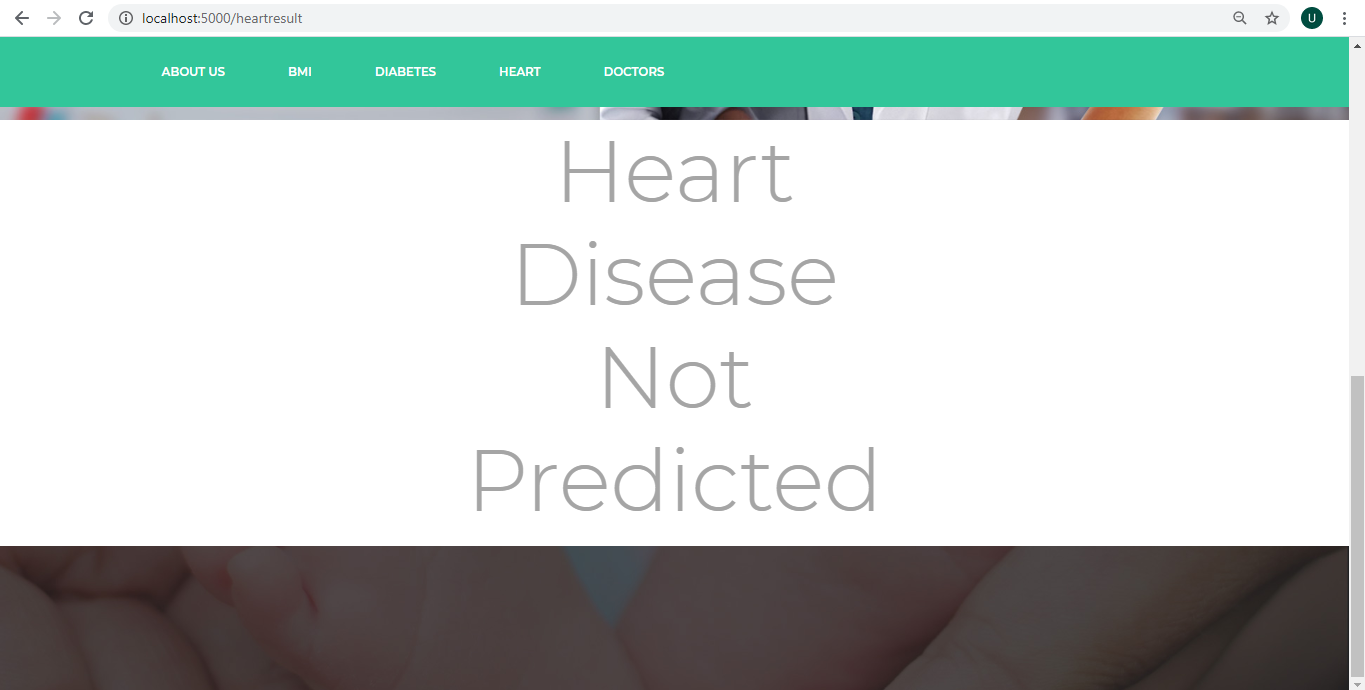 localhost:5000/heartresult
U
ABOUT US BMI DIABETES HEART DOCTORS
Heart
Disease
Not
Predicted